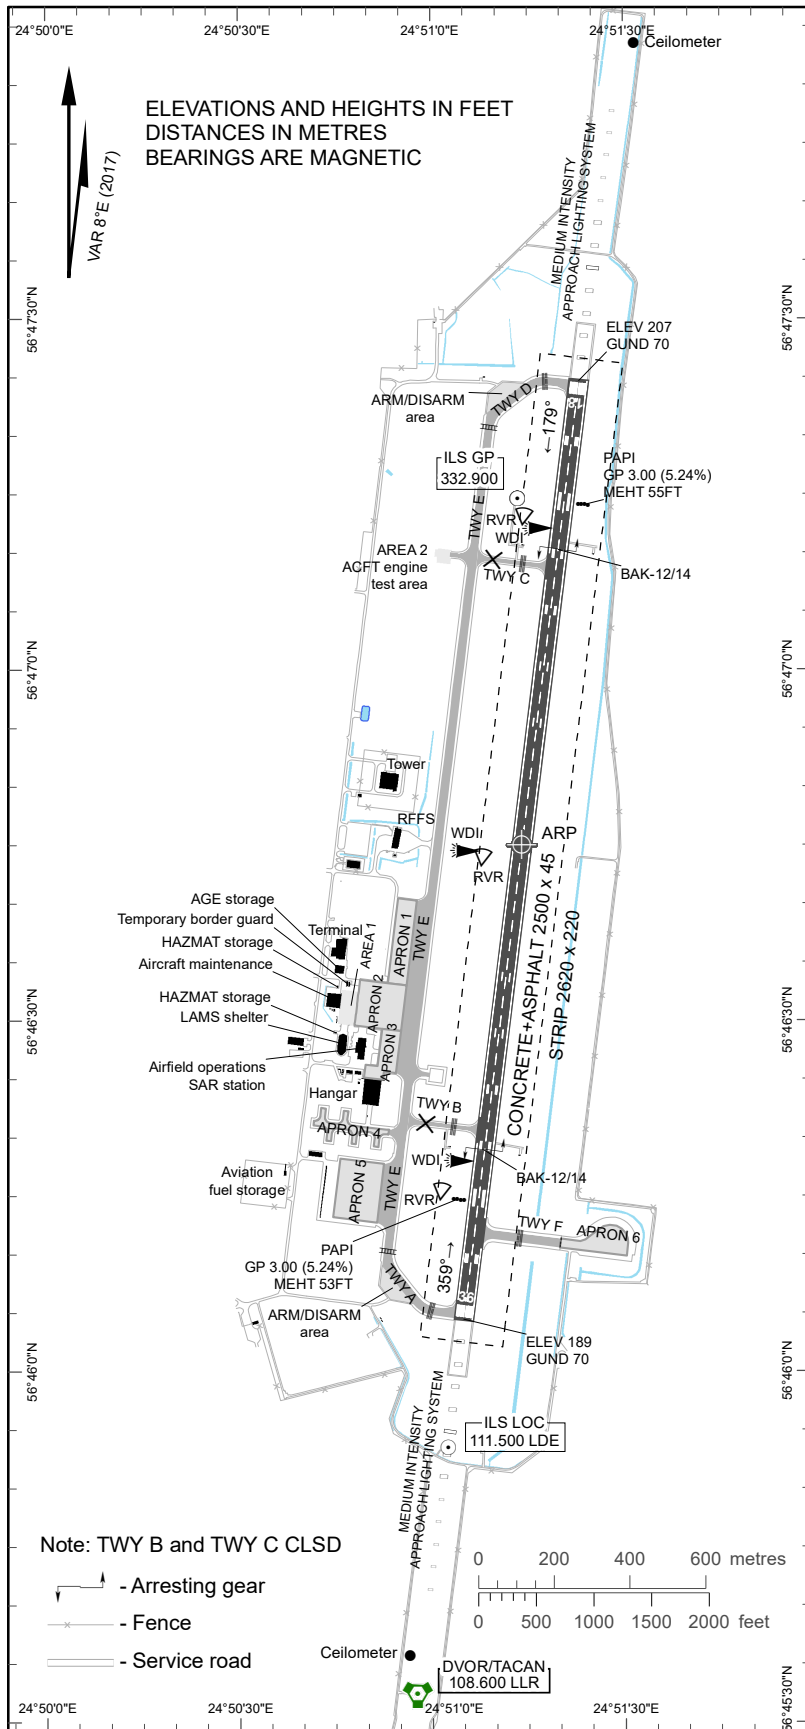 24°50'0"E
24°50'30"E
24°51'0"E
24°51'30"E
Ceilometer
ELEVATIONS AND HEIGHTS IN FEET
DISTANCES IN METRES
BEARINGS ARE MAGNETIC
VAR 8°E (2017)
MEDIUM INTENSITY
APPROACH LIGHTING SYSTEM
56°47'30"N
56°47'30"N
ELEV 207
GUND 70
ARM/DISARM
area
TWY D
18
←179°
ILS GP
332.900
PAPI
GP 3.00 (5.24%)
MEHT 55FT
TWY E
RVR
WDI
AREA 2
ACFT engine
test area
TWY C
BAK-12/14
56°47'0"N
56°47'0"N
Tower
RFFS
WDI
ARP
RVR
AGE storage
Temporary border guard
HAZMAT storage
Aircraft maintenance
HAZMAT storage
LAMS shelter
Airfield operations
SAR station
Terminal
AREA 1
APRON 1
TWY E
APRON 2
APRON 3
CONCRETE+ASPHALT 2500 x 45
STRIP 2620 x 220
56°46'30"N
56°46'30"N
Hangar
TWY B
APRON 4
WDI
BAK-12/14
Aviation
fuel storage
APRON 5
TWY E
RVR
TWY F
APRON 6
PAPI
GP 3.00 (5.24%)
MEHT 53FT
359°→
TWY A
36
ARM/DISARM
area
ELEV 189
GUND 70
56°46'0"N
56°46'0"N
MEDIUM INTENSITY
APPROACH LIGHTING SYSTEM
ILS LOC
111.500 LDE
Note: TWY B and TWY C CLSD
- Arresting gear
- Fence
- Service road
0 200 400 600 metres
0 500 1000 1500 2000 feet
Ceilometer
DVOR/TACAN
108.600 LLR
56°45'30"N
24°50'0"E
24°50'30"E
24°51'0"E
24°51'30"E